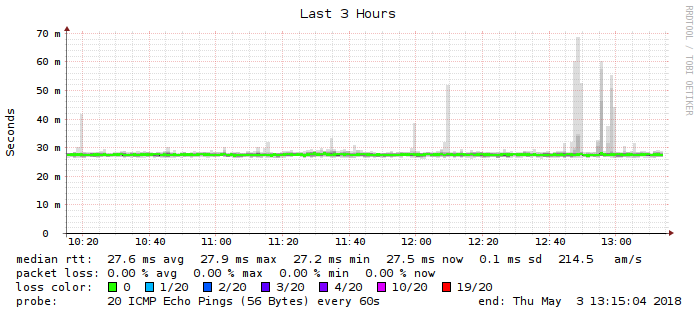 Last 3 Hours
RRDTOOL / TOBI OETIKER
70 m
60 m
50 m
40 m
30 m
20 m
10 m
0
Seconds
10:20 10:40 11:00 11:20 11:40 12:00 12:20 12:40 13:00
median rtt: 27.6 ms avg 27.9 ms max 27.2 ms min 27.5 ms now 0.1 ms sd 214.5 am/s
packet loss: 0.00 % avg 0.00 % max 0.00 % min 0.00 % now
loss color: 0 1/20 2/20 3/20 4/20 10/20 19/20
probe: 20 ICMP Echo Pings (56 Bytes) every 60s end: Thu May 3 13:15:04 2018